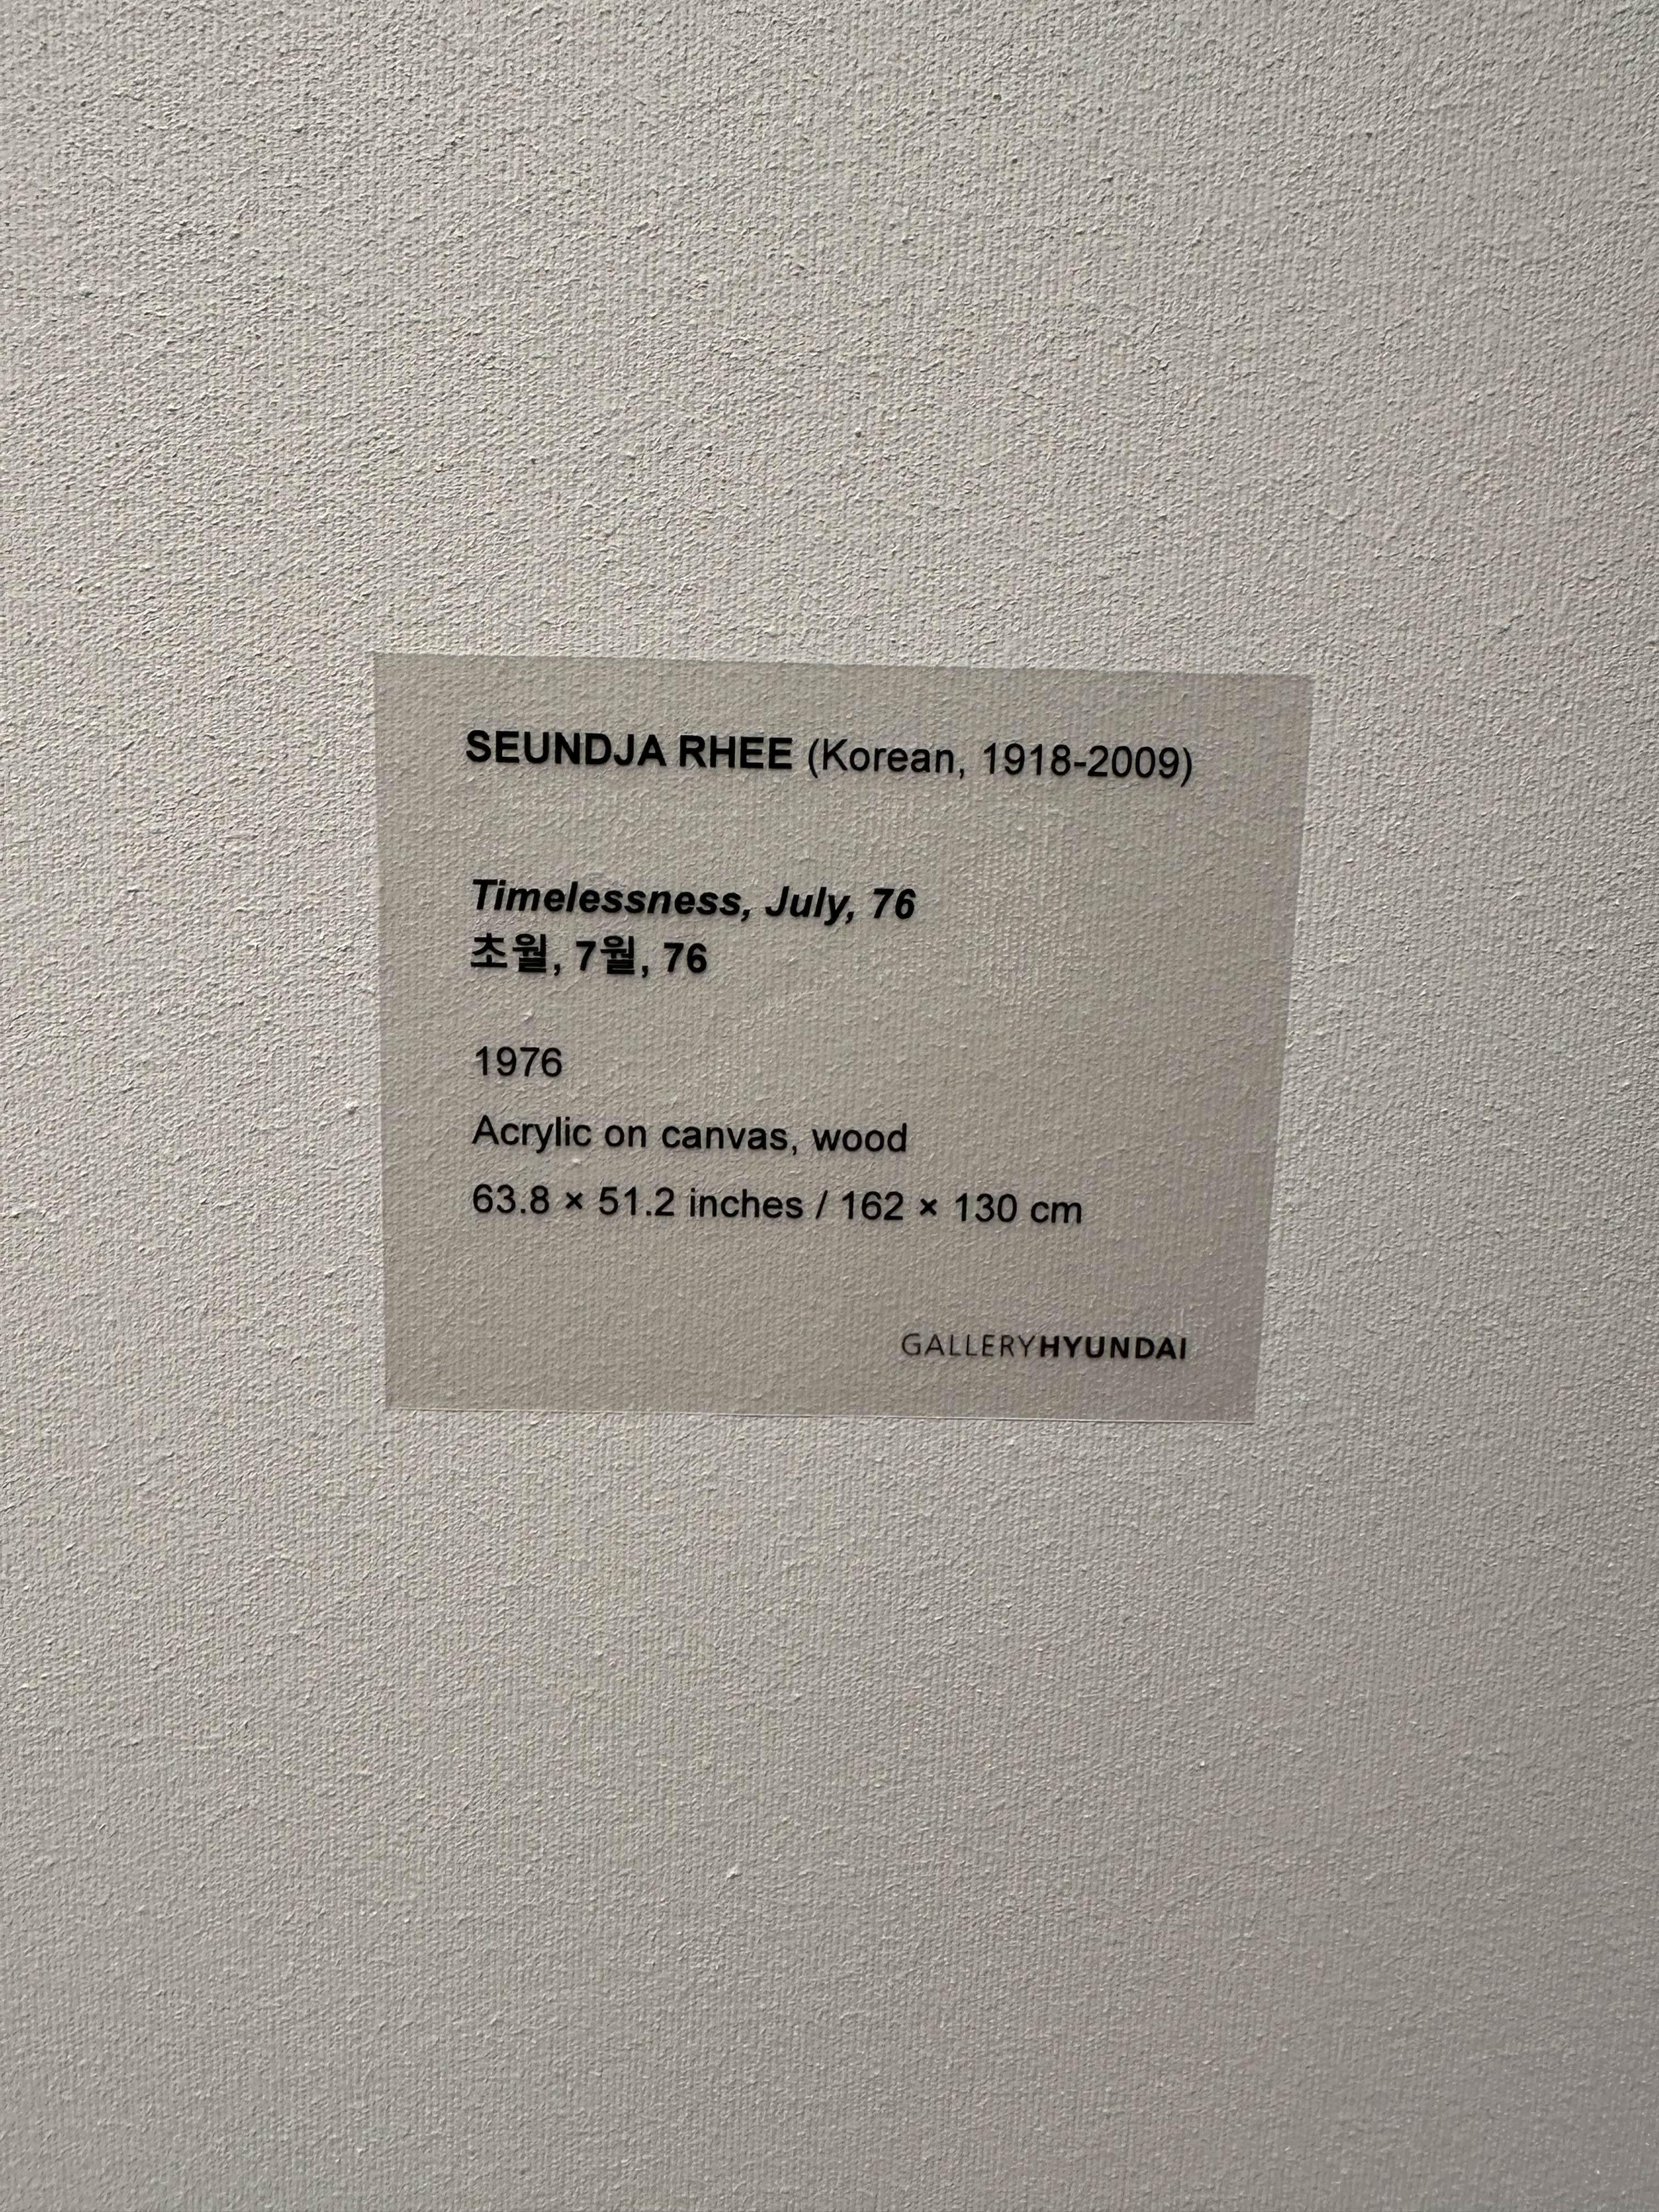 SEUNDJA RHEE (Korean, 1918-2009)
Timelessness, July, 76
초월, 7월, 76
1976
Acrylic on canvas, wood
63.8 × 51.2 inches / 162 × 130 cm
GALLERYHYUNDAI